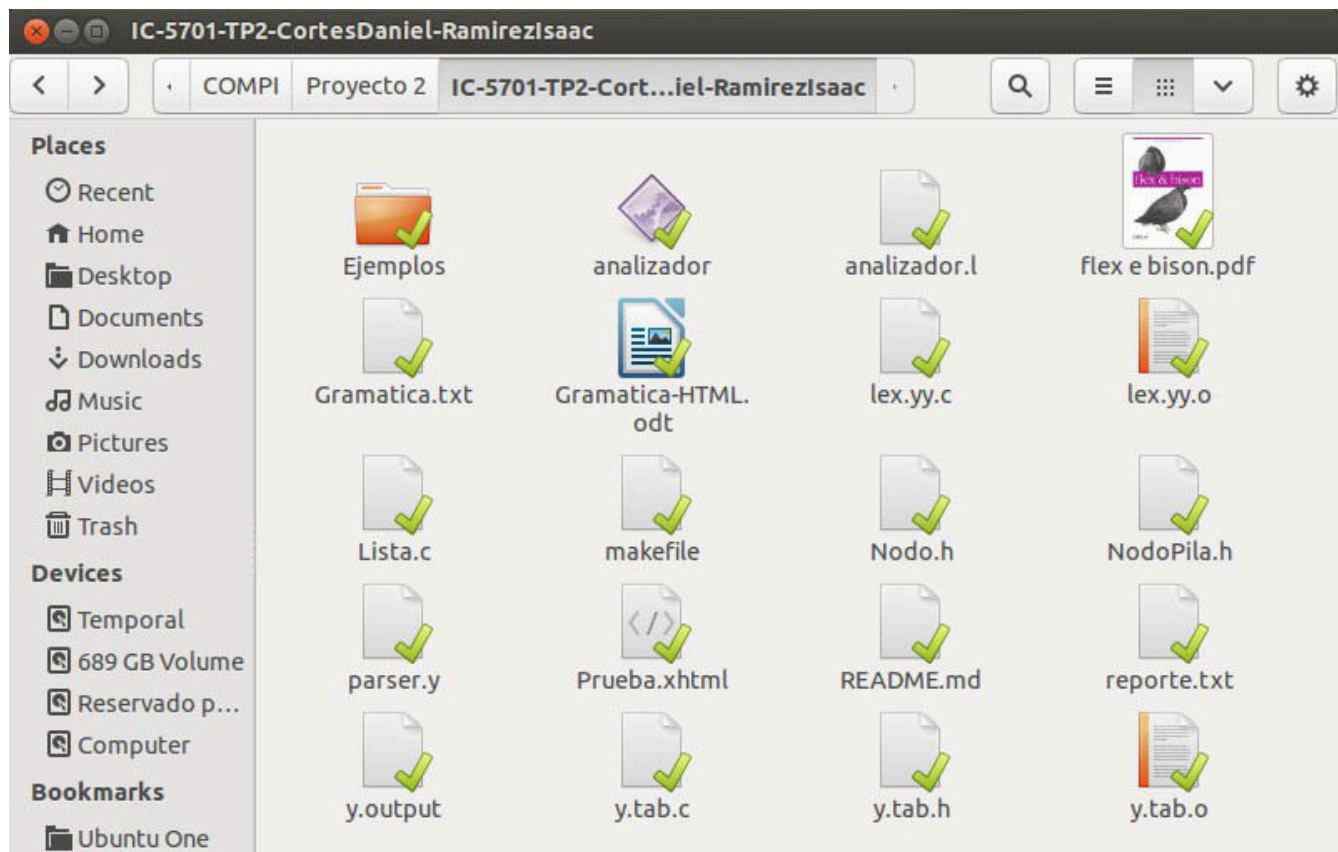 IC-5701-TP2-CortesDaniel-RamirezIsaac
COMPI Proyecto 2 IC-5701-TP2-Cort...iel-RamirezIsaac
Places
Recent
Home
Desktop
Documents
Downloads
Music
Pictures
Videos
Trash
Devices
Temporal
689 GB Volume
Reservado p...
Computer
Bookmarks
Ubuntu One
flex & bison
Ejemplos analizador analizador.l flex e bison.pdf
Gramatica.txt Gramatica-HTML. lex.yy.c lex.yy.o
odt
Lista.c makefile Nodo.h NodoPila.h
parser.y Prueba.xhtml README.md reporte.txt
y.output y.tab.c y.tab.h y.tab.o